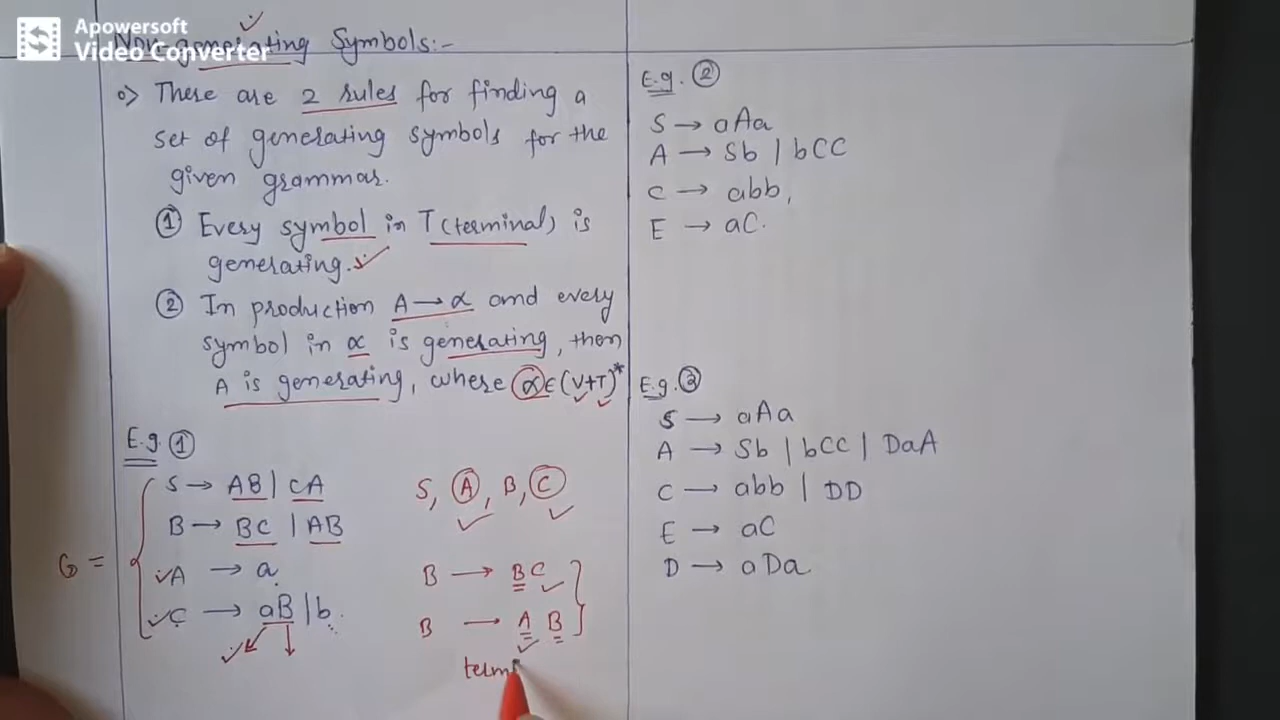 Apowersoft
Video Converter
Non-generating Symbols:-
There are 2 rules for finding a
set of generating symbols for the
given grammar.
① Every symbol in T (terminal) is
generating.
② In production A → α and every
symbol in α is generating, then
A is generating, where α ∈ (V+T)*
E.g. ①
G =
S → AB | CA
B → BC | AB
A → a
C → aB | b.
S, A, B, C
B → BC
B → A B
term
E.g. ②
S → aAa
A → Sb | bCC
C → abb,
E → aC.
E.g. ③
S → aAa
A → Sb | bCC | DaA
C → abb | DD
E → aC
D → aDa